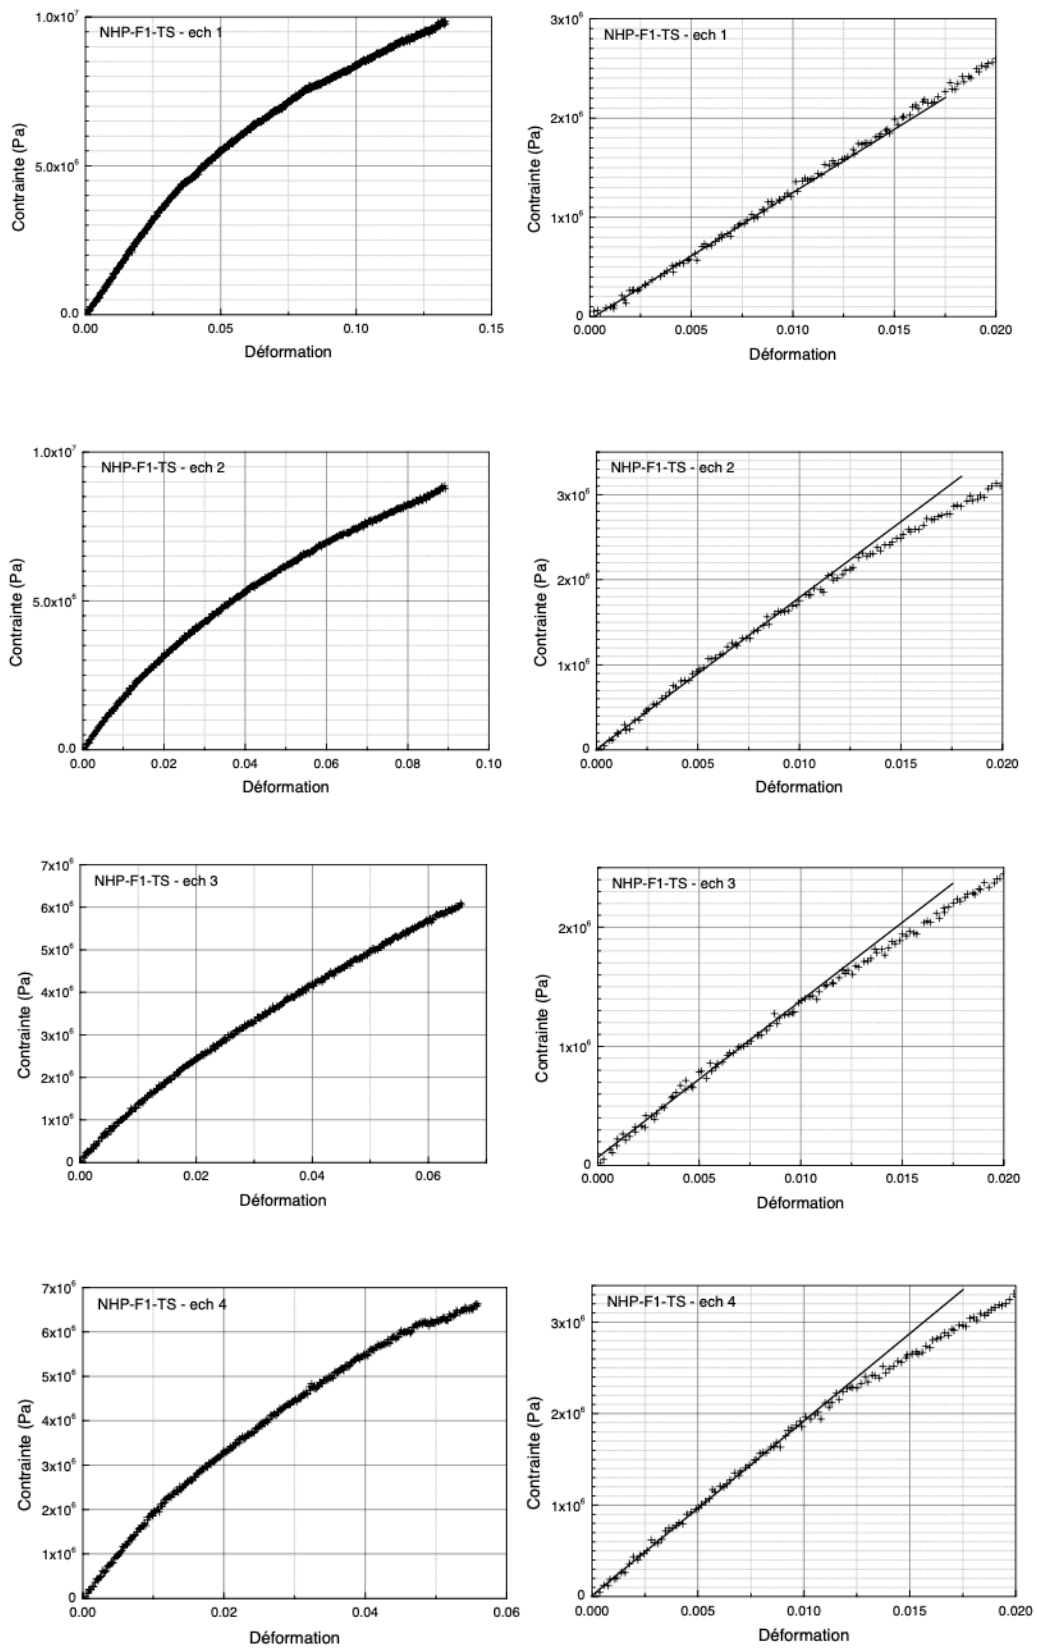 1.0x10⁷
NHP-F1-TS - ech 1
5.0x10⁶
0.0
Contrainte (Pa)
0.00 0.05 0.10 0.15
Déformation
3x10⁶
NHP-F1-TS - ech 1
2x10⁶
1x10⁶
0
Contrainte (Pa)
0.000 0.005 0.010 0.015 0.020
Déformation
1.0x10⁷
NHP-F1-TS - ech 2
5.0x10⁶
0.0
Contrainte (Pa)
0.00 0.02 0.04 0.06 0.08 0.10
Déformation
NHP-F1-TS - ech 2
3x10⁶
2x10⁶
1x10⁶
0
Contrainte (Pa)
0.000 0.005 0.010 0.015 0.020
Déformation
7x10⁶
NHP-F1-TS - ech 3
6x10⁶
5x10⁶
4x10⁶
3x10⁶
2x10⁶
1x10⁶
0
Contrainte (Pa)
0.00 0.02 0.04 0.06
Déformation
NHP-F1-TS - ech 3
2x10⁶
1x10⁶
0
Contrainte (Pa)
0.000 0.005 0.010 0.015 0.020
Déformation
7x10⁶
NHP-F1-TS - ech 4
6x10⁶
5x10⁶
4x10⁶
3x10⁶
2x10⁶
1x10⁶
0
Contrainte (Pa)
0.00 0.02 0.04 0.06
Déformation
NHP-F1-TS - ech 4
3x10⁶
2x10⁶
1x10⁶
0
Contrainte (Pa)
0.000 0.005 0.010 0.015 0.020
Déformation